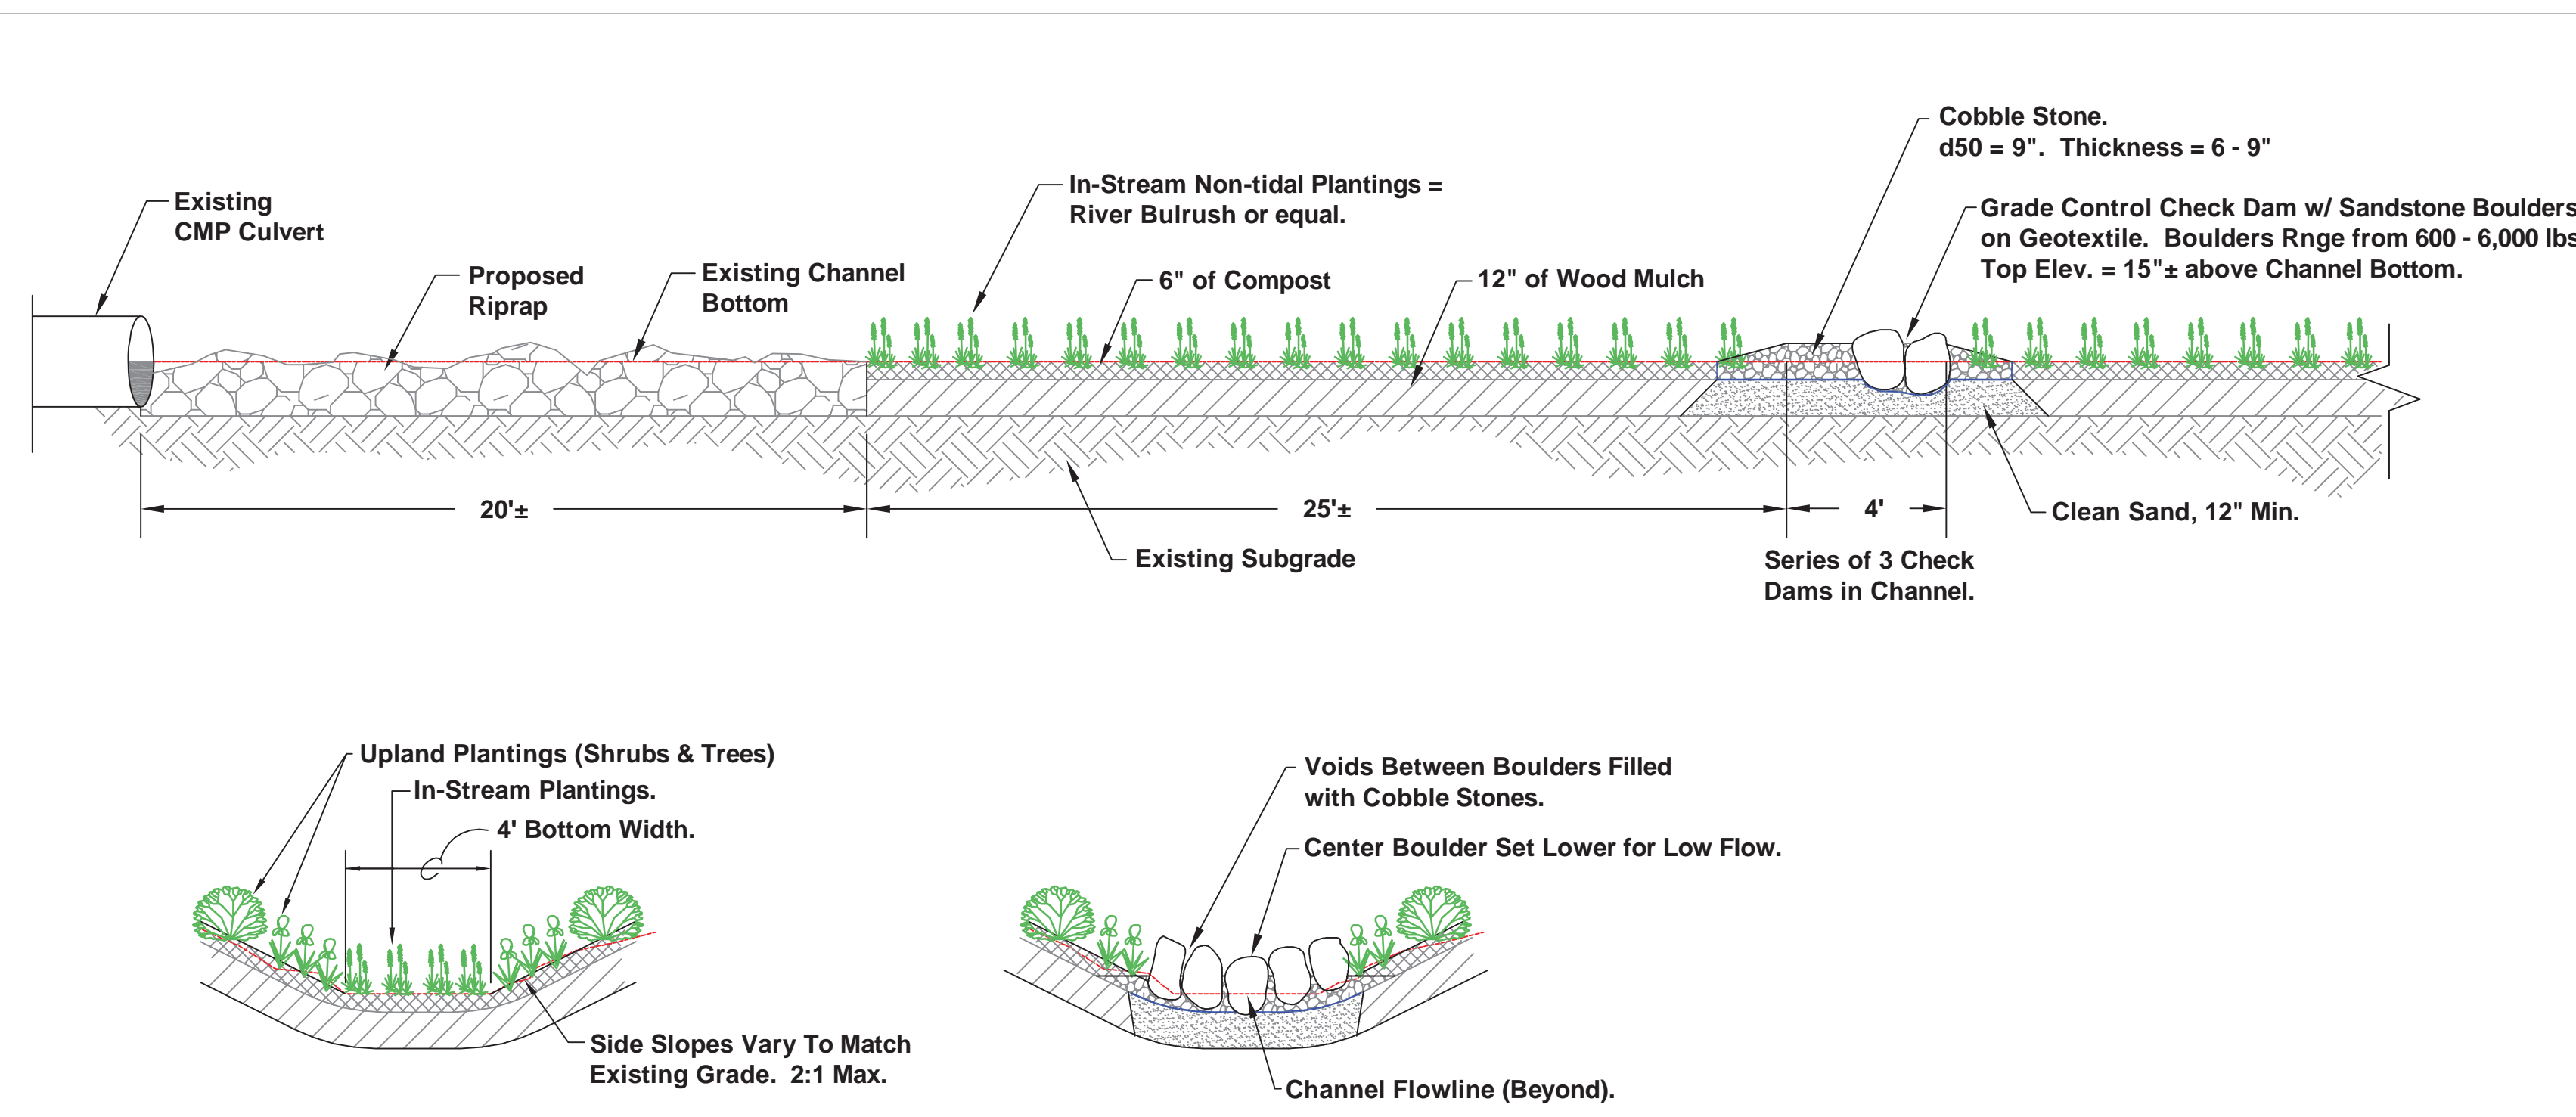 Cobble Stone.
d50 = 9".  Thickness = 6 - 9"
In-Stream Non-tidal Plantings =
River Bulrush or equal.
Existing
CMP Culvert
Grade Control Check Dam w/ Sandstone Boulders
on Geotextile.  Boulders Rnge from 600 - 6,000 lbs
Top Elev. = 15"± above Channel Bottom.
Proposed
Riprap
Existing Channel
Bottom
6" of Compost
12" of Wood Mulch
20'±
25'±
4'
Clean Sand, 12" Min.
Existing Subgrade
Series of 3 Check
Dams in Channel.
Upland Plantings (Shrubs & Trees)
In-Stream Plantings.
4' Bottom Width.
Side Slopes Vary To Match
Existing Grade.  2:1 Max.
Voids Between Boulders Filled
with Cobble Stones.
Center Boulder Set Lower for Low Flow.
Channel Flowline (Beyond).